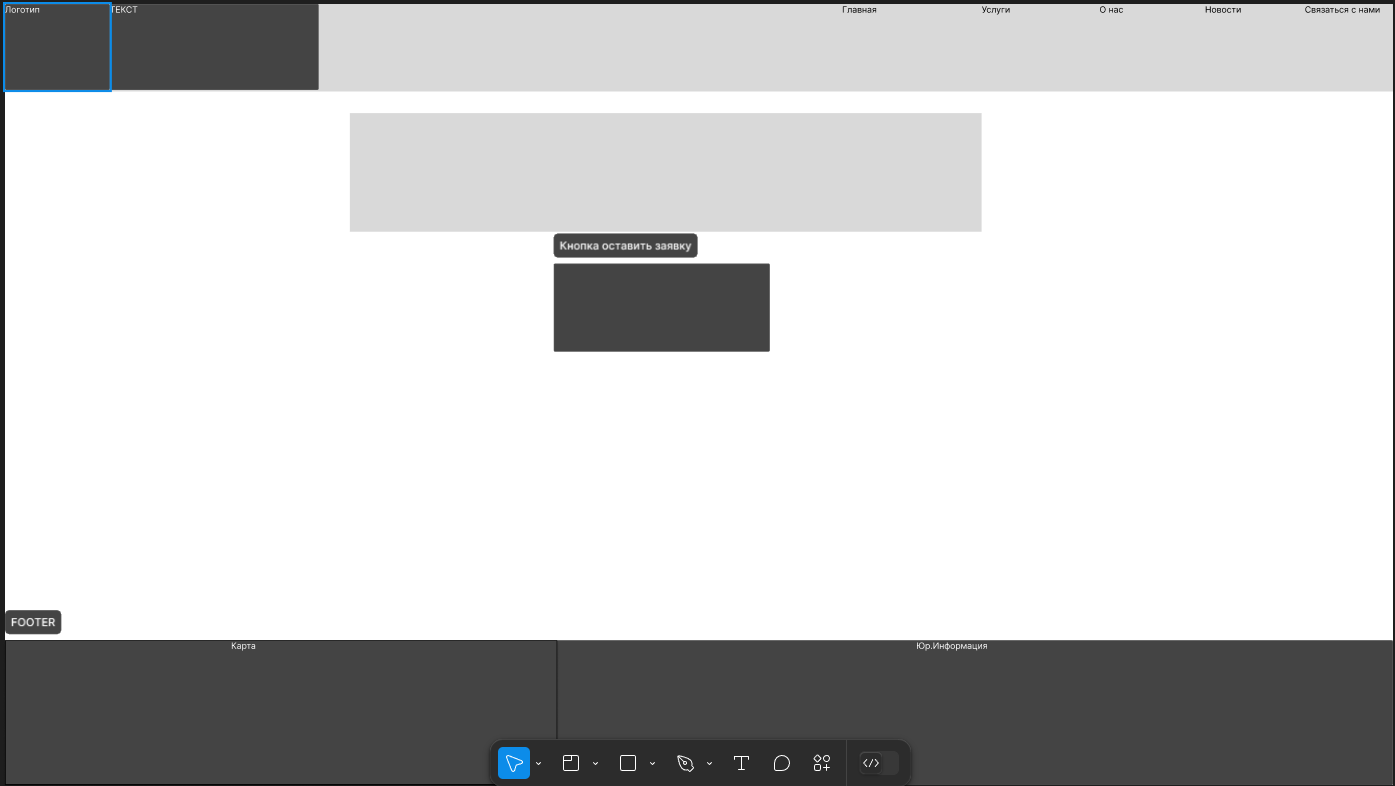 Логотип
ТЕКСТ
Главная
Услуги
О нас
Новости
Связаться с нами
Кнопка оставить заявку
FOOTER
Карта
Юр.Информация